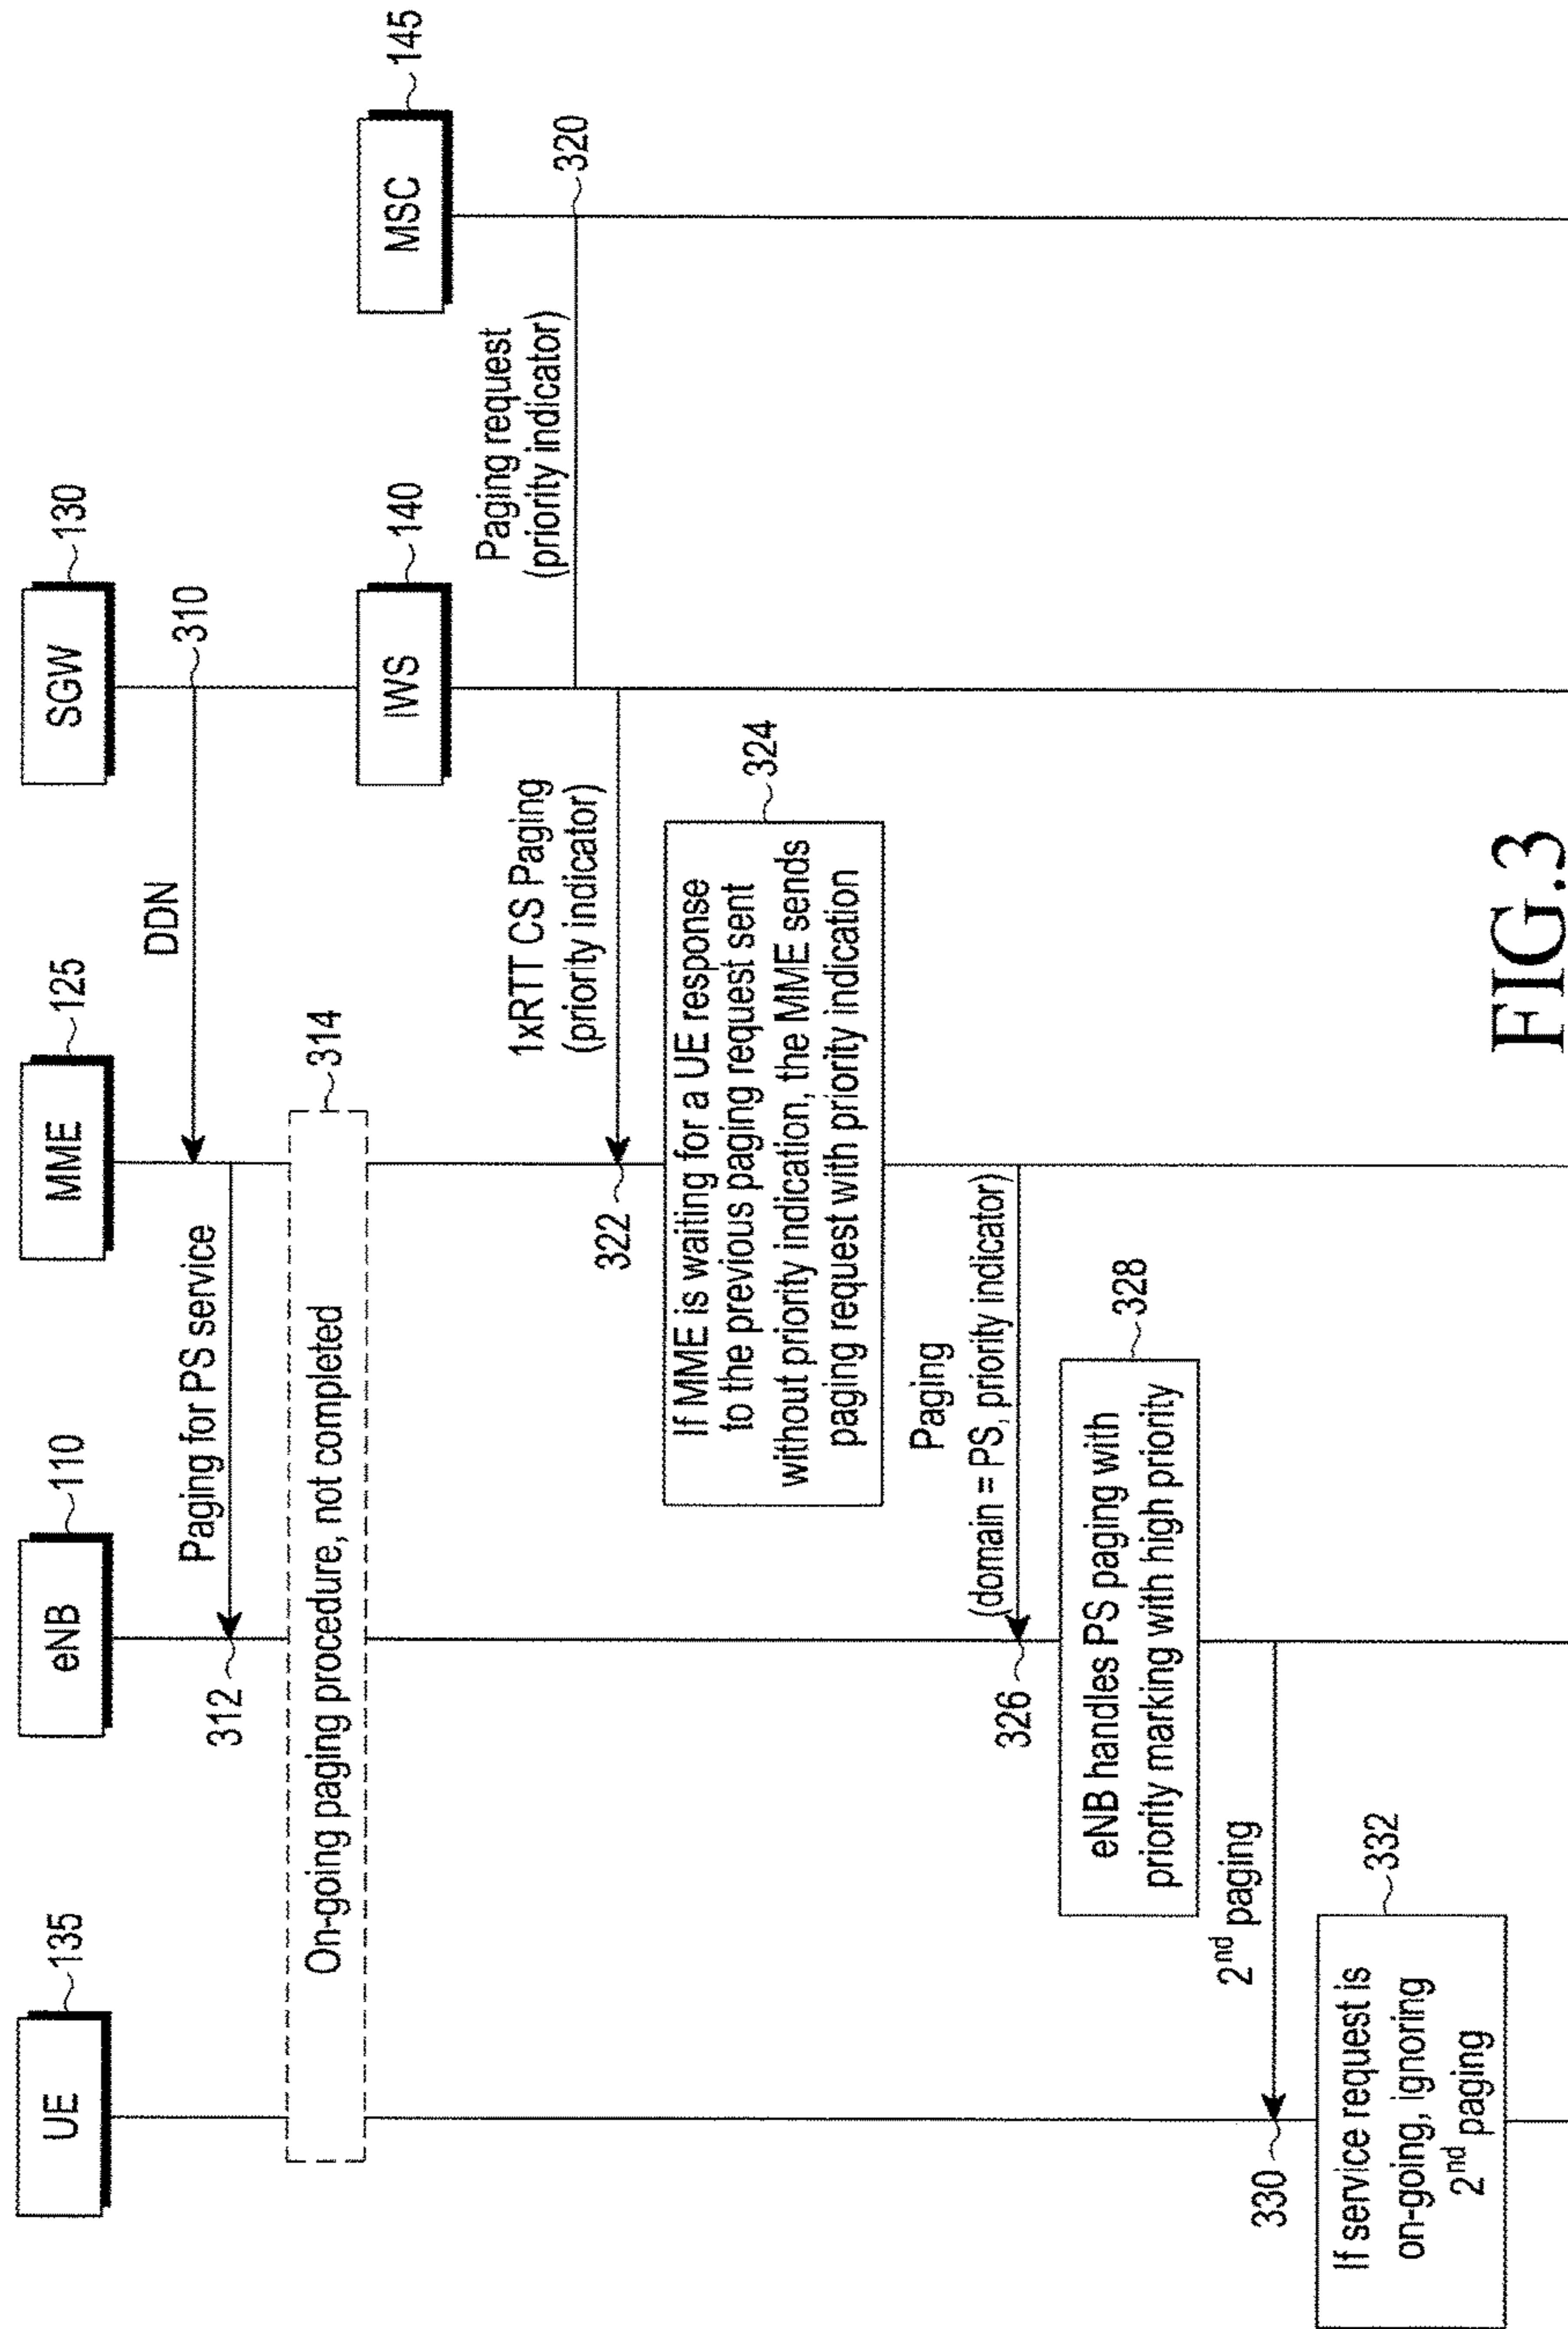 UE
135
eNB
110
MME
125
SGW
130
DDN
310
Paging for PS service
312
314
On-going paging procedure, not completed
IWS
140
MSC
145
Paging request
(priority indicator)
320
1xRTT CS Paging
(priority indicator)
322
If MME is waiting for a UE response
to the previous paging request sent
without priority indication, the MME sends
paging request with priority indication
324
Paging
(domain = PS, priority indicator)
326
eNB handles PS paging with
priority marking with high priority
328
2nd paging
330
If service request is
on-going, ignoring
2nd paging
332
FIG.3